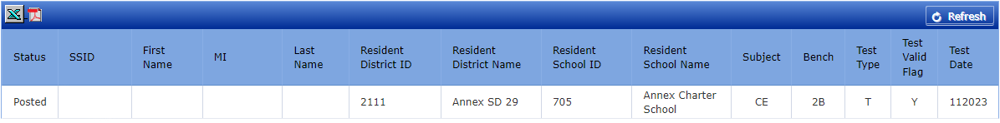 Refresh
Status SSID First Name MI Last Name Resident District ID Resident District Name Resident School ID Resident School Name Subject Bench Test Type Test Valid Flag Test Date
Posted 2111 Annex SD 29 705 Annex Charter School CE 2B T Y 112023